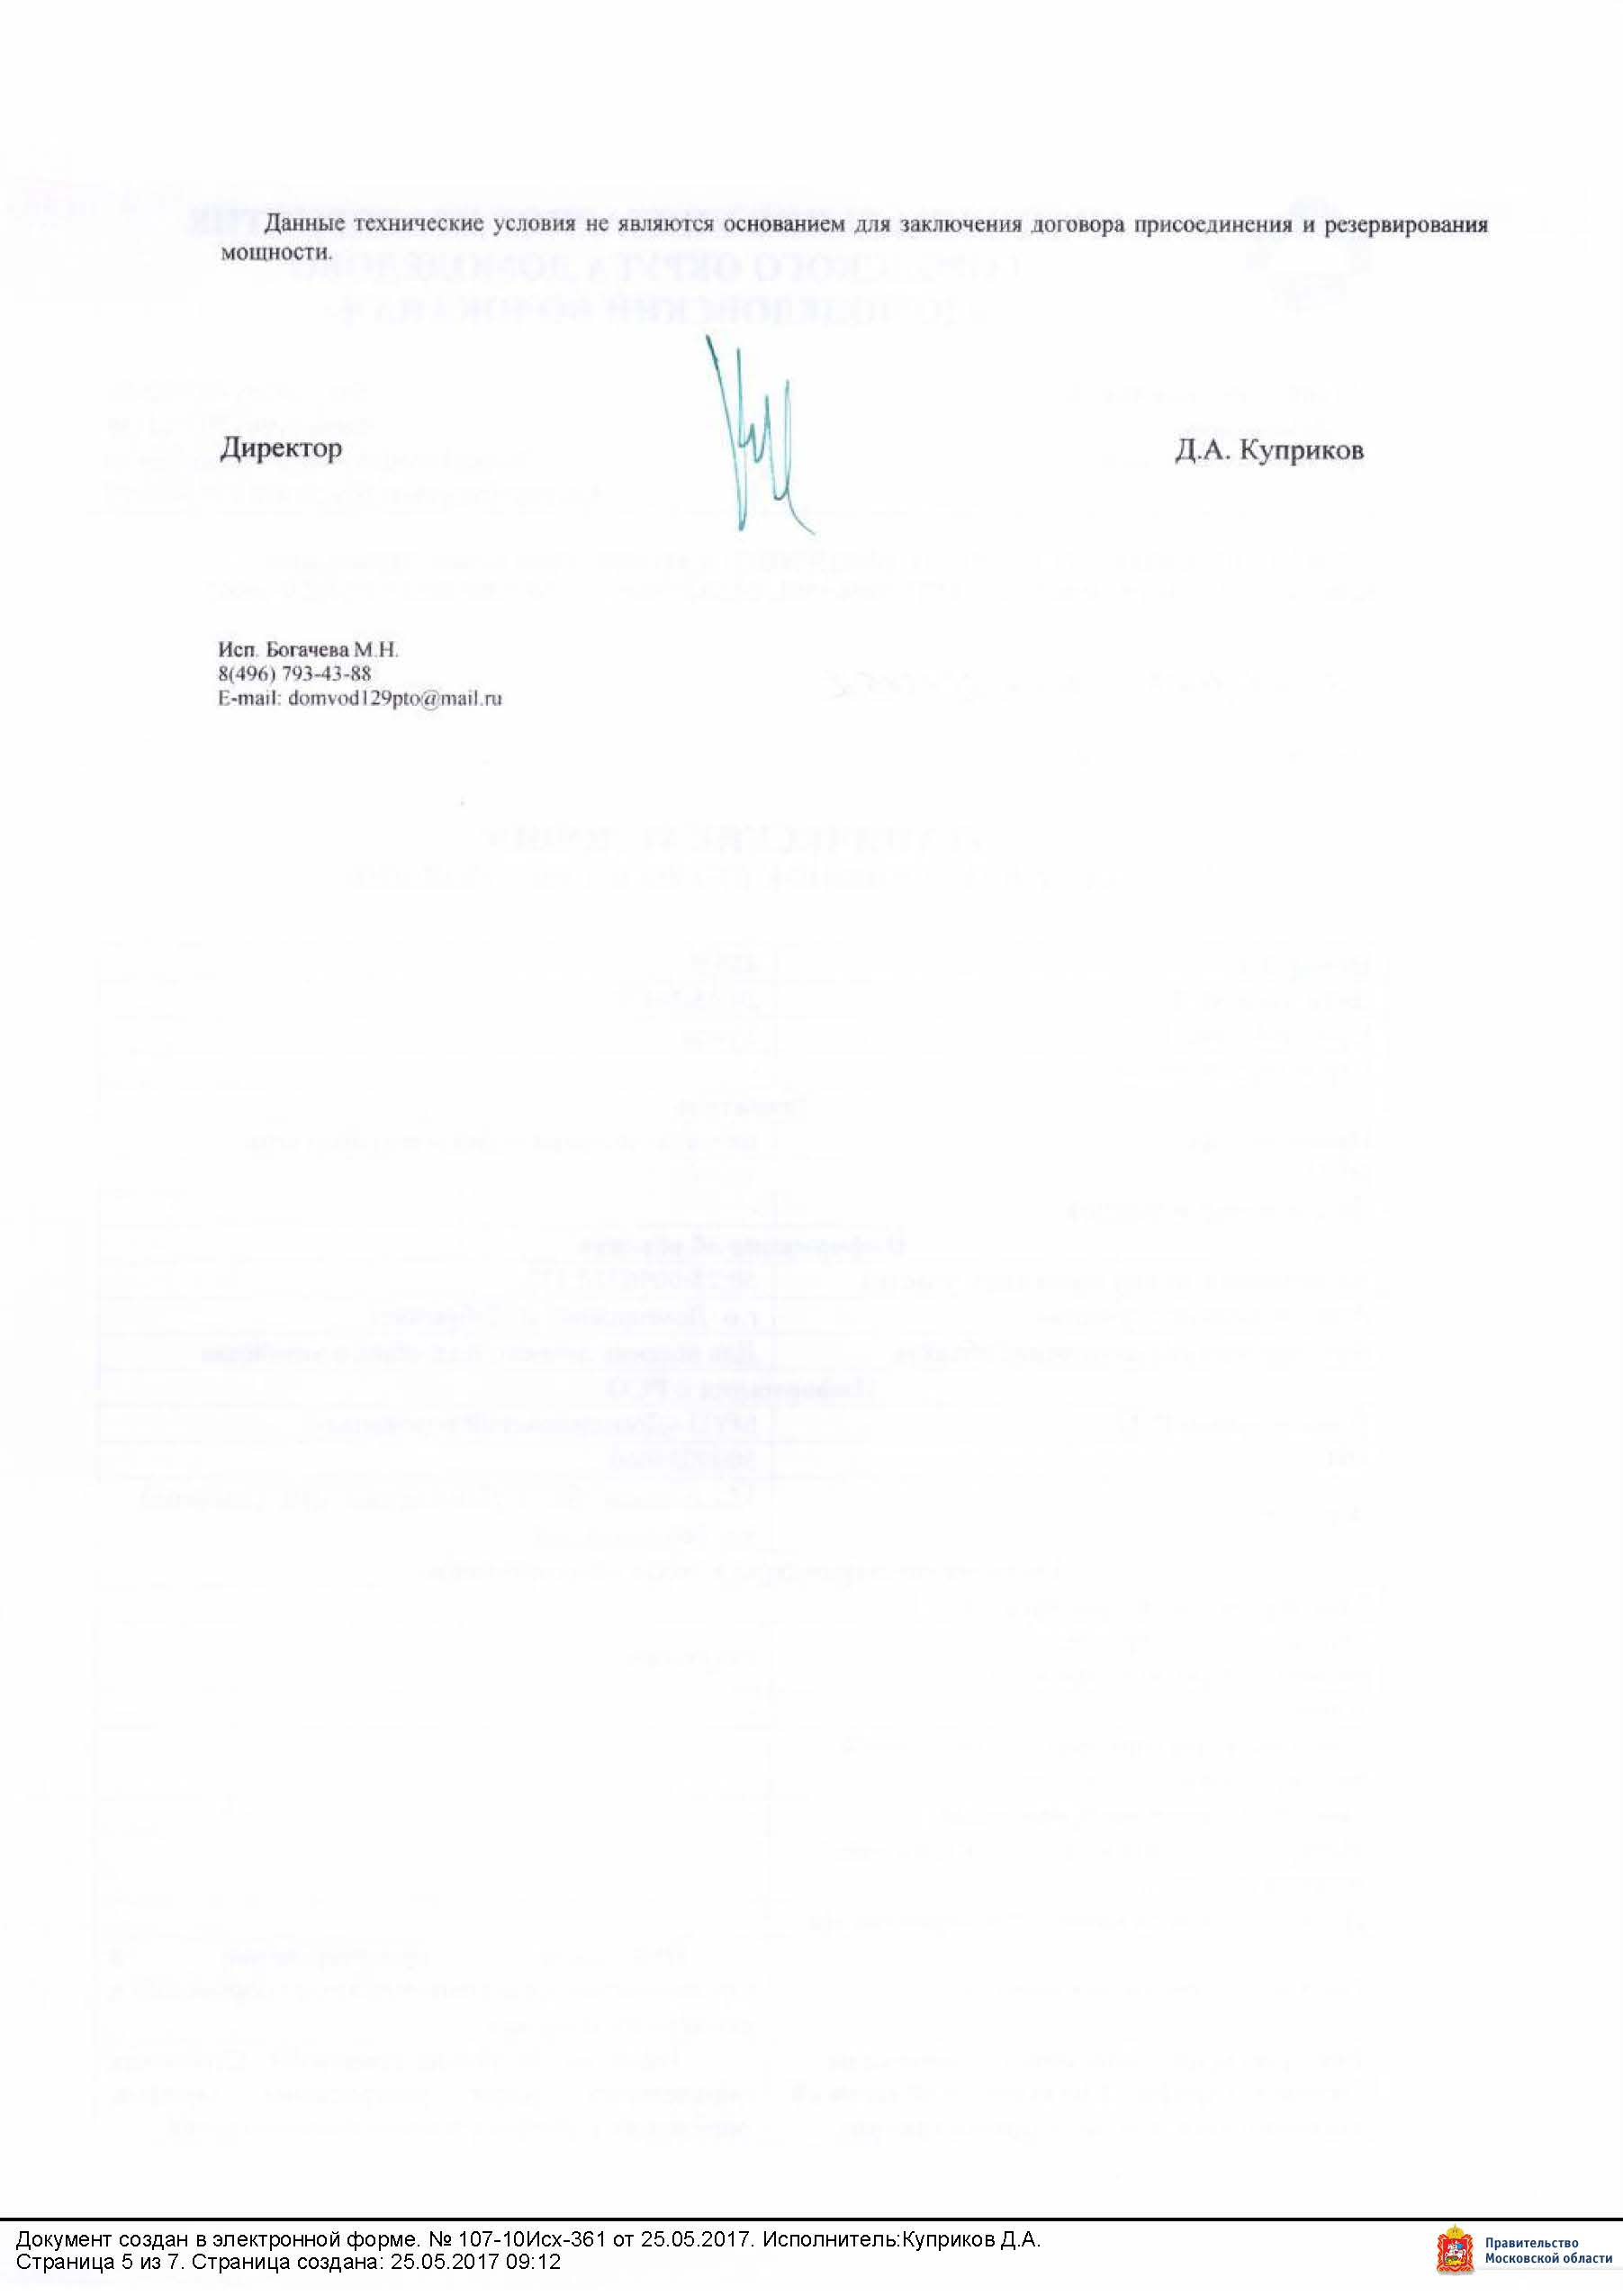 Данные технические условия не являются основанием для заключения договора присоединения и резервирования
мощности.
Директор
Д.А. Куприков
Исп. Богачева М.Н.
8(496) 793-43-88
E-mail: domvod129pto@mail.ru
Документ создан в электронной форме. № 107-10Исх-361 от 25.05.2017. Исполнитель:Куприков Д.А.
Страница 5 из 7. Страница создана: 25.05.2017 09:12
Правительство
Московской области